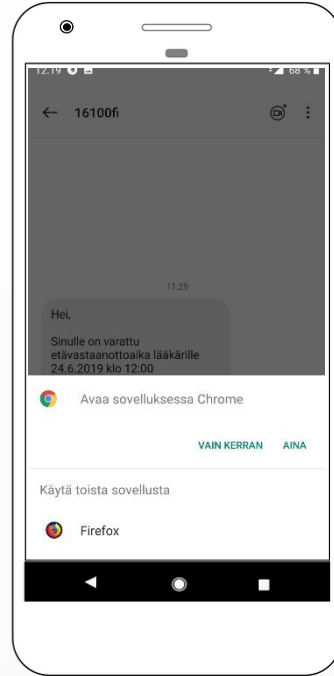 12.19
68 %
16100fi
11.29
Hei,
Sinulle on varattu
etävastaanottoaika lääkärille
24.6.2019 klo 12:00
Avaa sovelluksessa Chrome
VAIN KERRAN AINA
Käytä toista sovellusta
Firefox